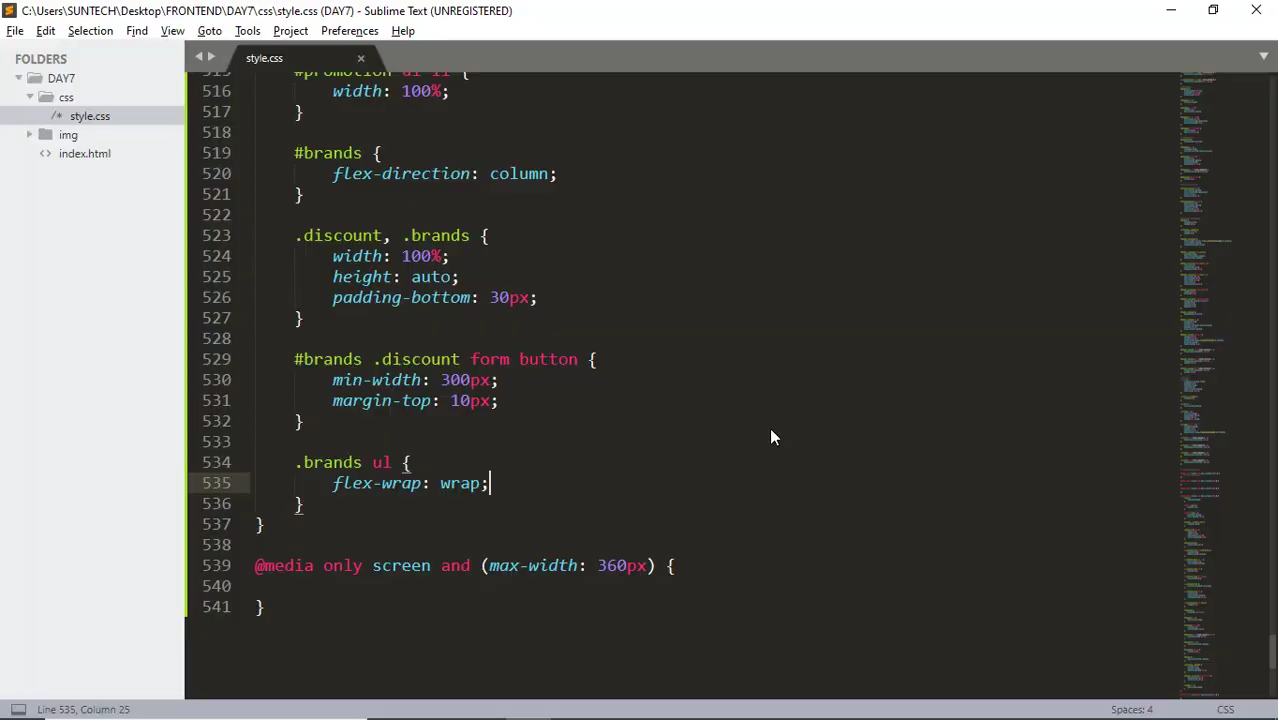 C:\Users\SUNTECH\Desktop\FRONTEND\DAY7\css\style.css (DAY7) - Sublime Text (UNREGISTERED)
File Edit Selection Find View Goto Tools Project Preferences Help
FOLDERS
DAY7
css
/* style.css
img
<> index.html
style.css ×
515 #promotion ul li {
516 width: 100%;
517 }
518
519 #brands {
520 flex-direction: column;
521 }
522
523 .discount, .brands {
524 width: 100%;
525 height: auto;
526 padding-bottom: 30px;
527 }
528
529 #brands .discount form button {
530 min-width: 300px;
531 margin-top: 10px;
532 }
533
534 .brands ul {
535 flex-wrap: wrap;
536 }
537 }
538
539 @media only screen and (max-width: 360px) {
540
541 }
Line 535, Column 25
Spaces: 4
CSS